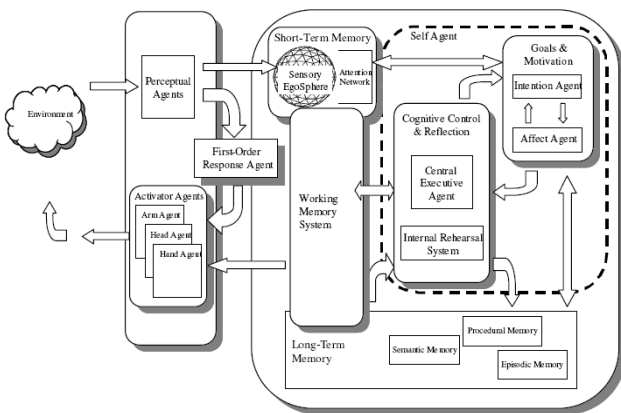 Environment
Perceptual
Agents
First-Order
Response Agent
Activator Agents
Arm Agent
Head Agent
Hand Agent
Short-Term Memory
Sensory
EgoSphere
Attention
Network
Working
Memory
System
Self Agent
Goals &
Motivation
Intention Agent
Affect Agent
Cognitive Control
& Reflection
Central
Executive
Agent
Internal Rehearsal
System
Long-Term
Memory
Semantic Memory
Procedural Memory
Episodic Memory